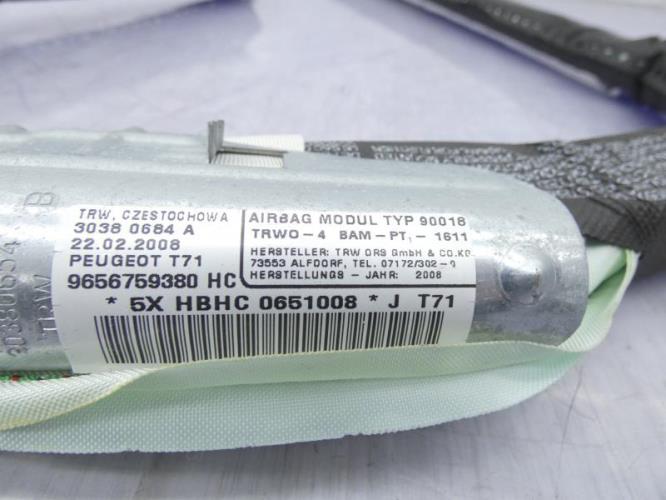 TRW, CZESTOCHOWA
3038 0684 A
22.02.2008
PEUGEOT T71
9656759380 HC
AIRBAG MODUL TYP 90018
TRWO-4 BAM-PT, - 1611
HERSTELLER: TRW ORS GmbH & CO.KG
73553 ALFDORF, TEL. 07172/302-0
HERSTELLUNGS - JAHR: 2008
* 5X HBHC 0651008 * J T71
TRW